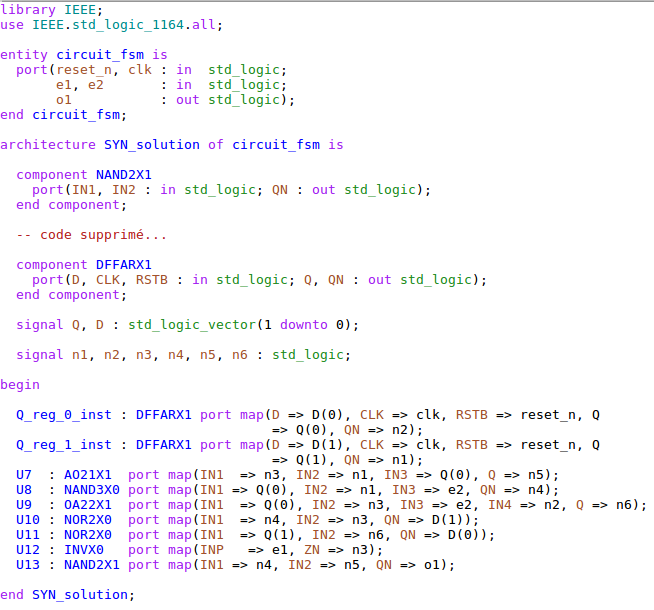 library IEEE;
use IEEE.std_logic_1164.all;
entity circuit_fsm is
port(reset_n, clk : in  std_logic;
e1, e2       : in  std_logic;
o1           : out std_logic);
end circuit_fsm;
architecture SYN_solution of circuit_fsm is
component NAND2X1
port(IN1, IN2 : in std_logic; QN : out std_logic);
end component;
-- code supprimé...
component DFFARX1
port(D, CLK, RSTB : in std_logic; Q, QN : out std_logic);
end component;
signal Q, D : std_logic_vector(1 downto 0);
signal n1, n2, n3, n4, n5, n6 : std_logic;
begin
Q_reg_0_inst : DFFARX1 port map(D => D(0), CLK => clk, RSTB => reset_n, Q
=> Q(0), QN => n2);
Q_reg_1_inst : DFFARX1 port map(D => D(1), CLK => clk, RSTB => reset_n, Q
=> Q(1), QN => n1);
U7  : AO21X1  port map(IN1  => n3, IN2 => n1, IN3 => Q(0), Q => n5);
U8  : NAND3X0 port map(IN1 => Q(0), IN2 => n1, IN3 => e2, QN => n4);
U9  : OA22X1  port map(IN1  => Q(0), IN2 => n3, IN3 => e2, IN4 => n2, Q => n6);
U10 : NOR2X0  port map(IN1  => n4, IN2 => n3, QN => D(1));
U11 : NOR2X0  port map(IN1  => Q(1), IN2 => n6, QN => D(0));
U12 : INVX0   port map(INP   => e1, ZN => n3);
U13 : NAND2X1 port map(IN1 => n4, IN2 => n5, QN => o1);
end SYN_solution;